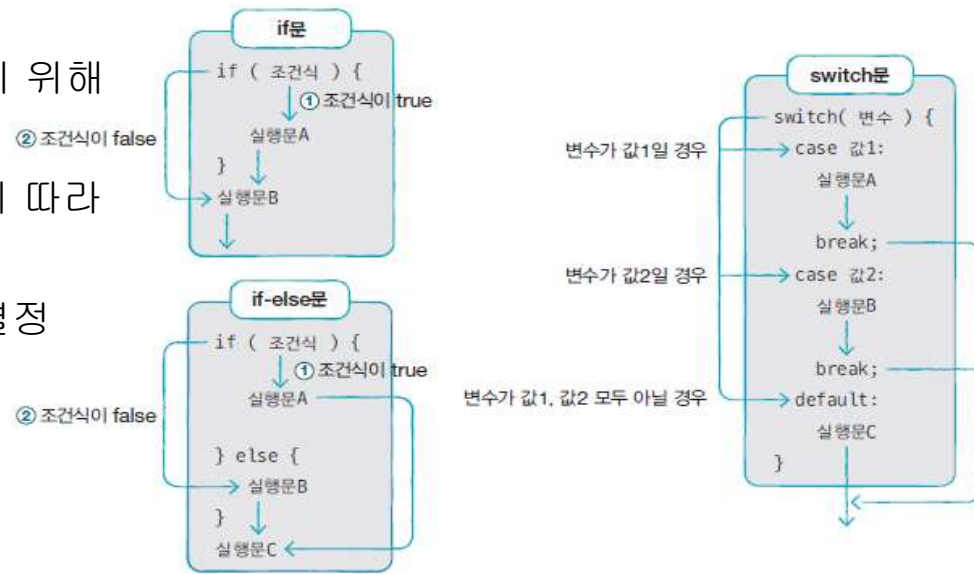 위해
따라
if문
if ( 조건식 ) {
① 조건식이 true
② 조건식이 false
실행문A
}
실행문B
if-else문
if ( 조건식 ) {
① 조건식이 true
실행문A
② 조건식이 false
} else {
실행문B
}
실행문C
switch문
switch( 변수 ) {
변수가 값1일 경우
case 값1:
실행문A
break;
변수가 값2일 경우
case 값2:
실행문B
break;
변수가 값1, 값2 모두 아닐 경우
default:
실행문C
}